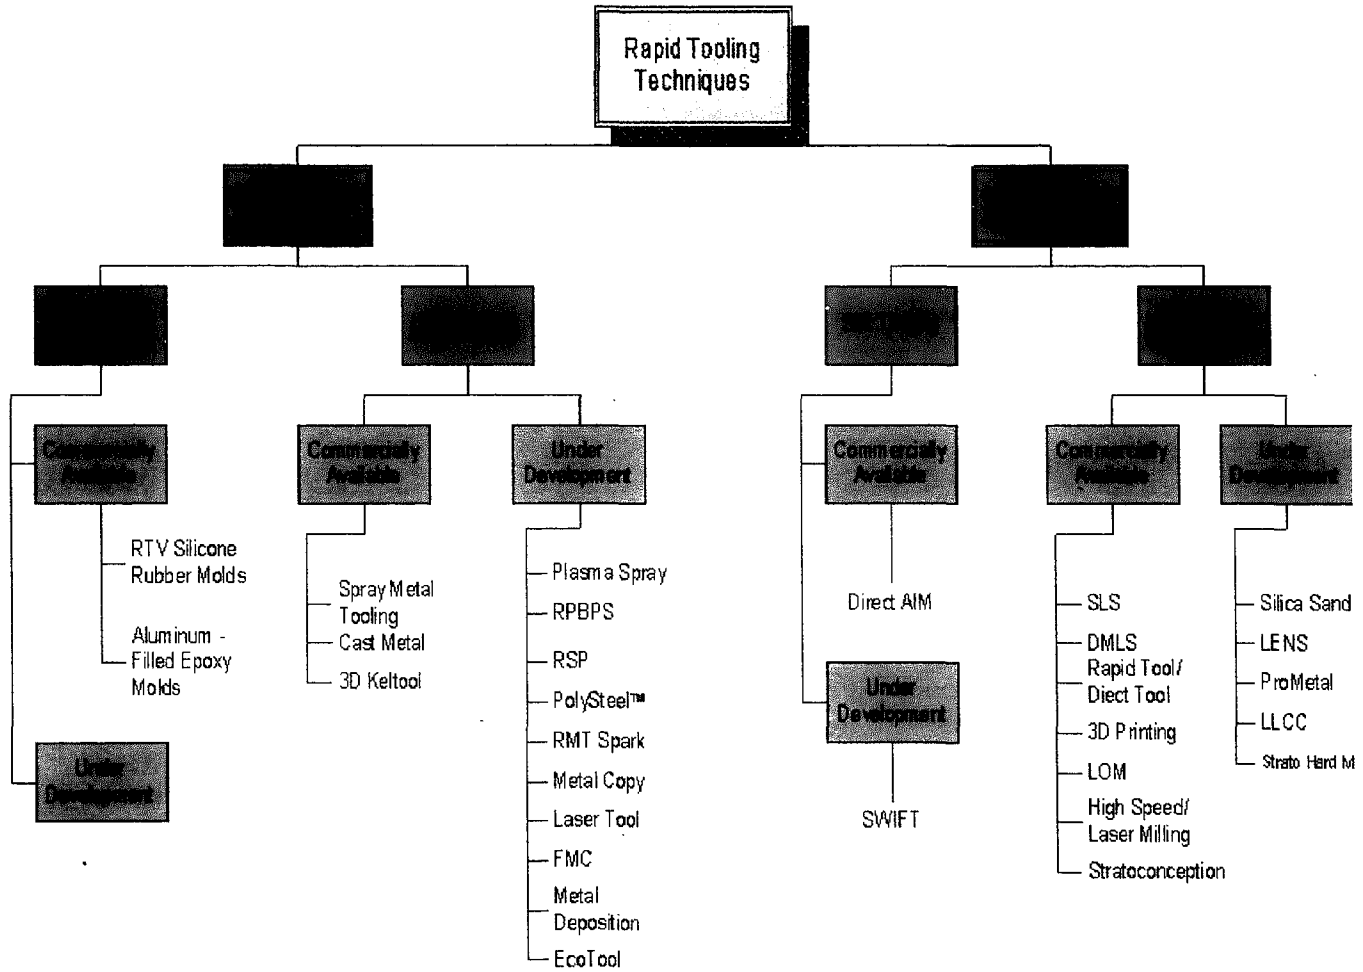 Rapid Tooling
Techniques
Commercially
Available
RTV Silicone
Rubber Molds
Aluminum -
Filled Epoxy
Molds
Under
Development
Commercially
Available
Spray Metal
Tooling
Cast Metal
3D Keltool
Under
Development
Plasma Spray
RPBPS
RSP
PolySteel™
RMT Spark
Metal Copy
Laser Tool
FMC
Metal
Deposition
EcoTool
Commercially
Available
Direct AIM
Under
Development
SWIFT
Commercially
Available
SLS
DMLS
Rapid Tool/
Diect Tool
3D Printing
LOM
High Speed/
Laser Milling
Stratoconception
Under
Development
Silica Sand
LENS
ProMetal
LLCC
Strato Hard M